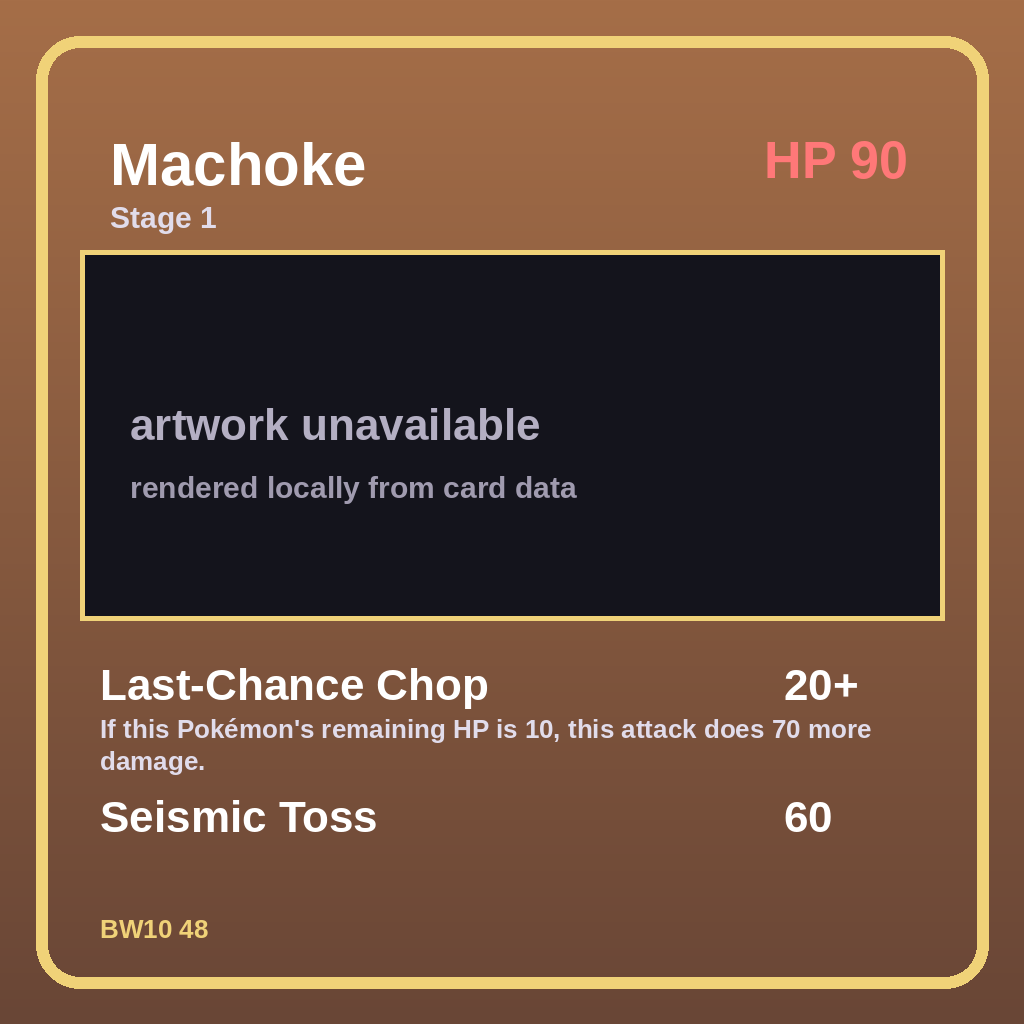 Machoke
HP 90
Stage 1
artwork unavailable
rendered locally from card data
Last-Chance Chop 20+
If this Pokémon's remaining HP is 10, this attack does 70 more
damage.
Seismic Toss 60
BW10 48